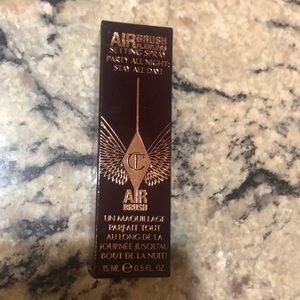 AIRBRUSH
FLAWLESS
SETTING SPRAY
PARTY ALL NIGHT;
STAY ALL DAY!
CT
AIR
BRUSH
UN MAQUILLAGE
PARFAIT TOUT
AU LONG DE LA
JOURNÉE JUSQU'AU
BOUT DE LA NUIT!
15 ML ℮ 0.5 FL. OZ.